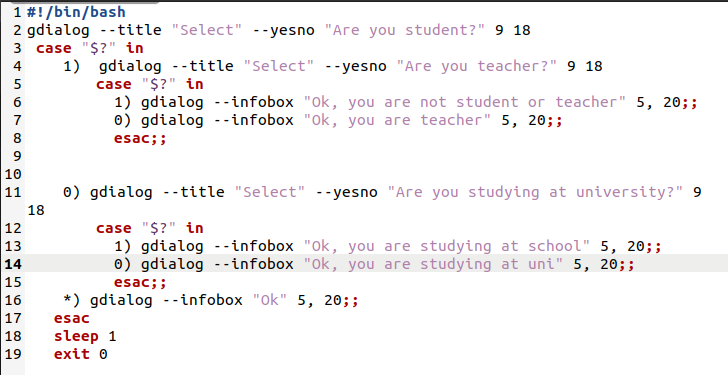 1 #!/bin/bash
2 gdialog --title "Select" --yesno "Are you student?" 9 18
3 case "$?" in
4 1) gdialog --title "Select" --yesno "Are you teacher?" 9 18
5 case "$?" in
6 1) gdialog --infobox "Ok, you are not student or teacher" 5, 20;;
7 0) gdialog --infobox "Ok, you are teacher" 5, 20;;
8 esac;;
9
10
11 0) gdialog --title "Select" --yesno "Are you studying at university?" 9
18
12 case "$?" in
13 1) gdialog --infobox "Ok, you are studying at school" 5, 20;;
14 0) gdialog --infobox "Ok, you are studying at uni" 5, 20;;
15 esac;;
16 *) gdialog --infobox "Ok" 5, 20;;
17 esac
18 sleep 1
19 exit 0